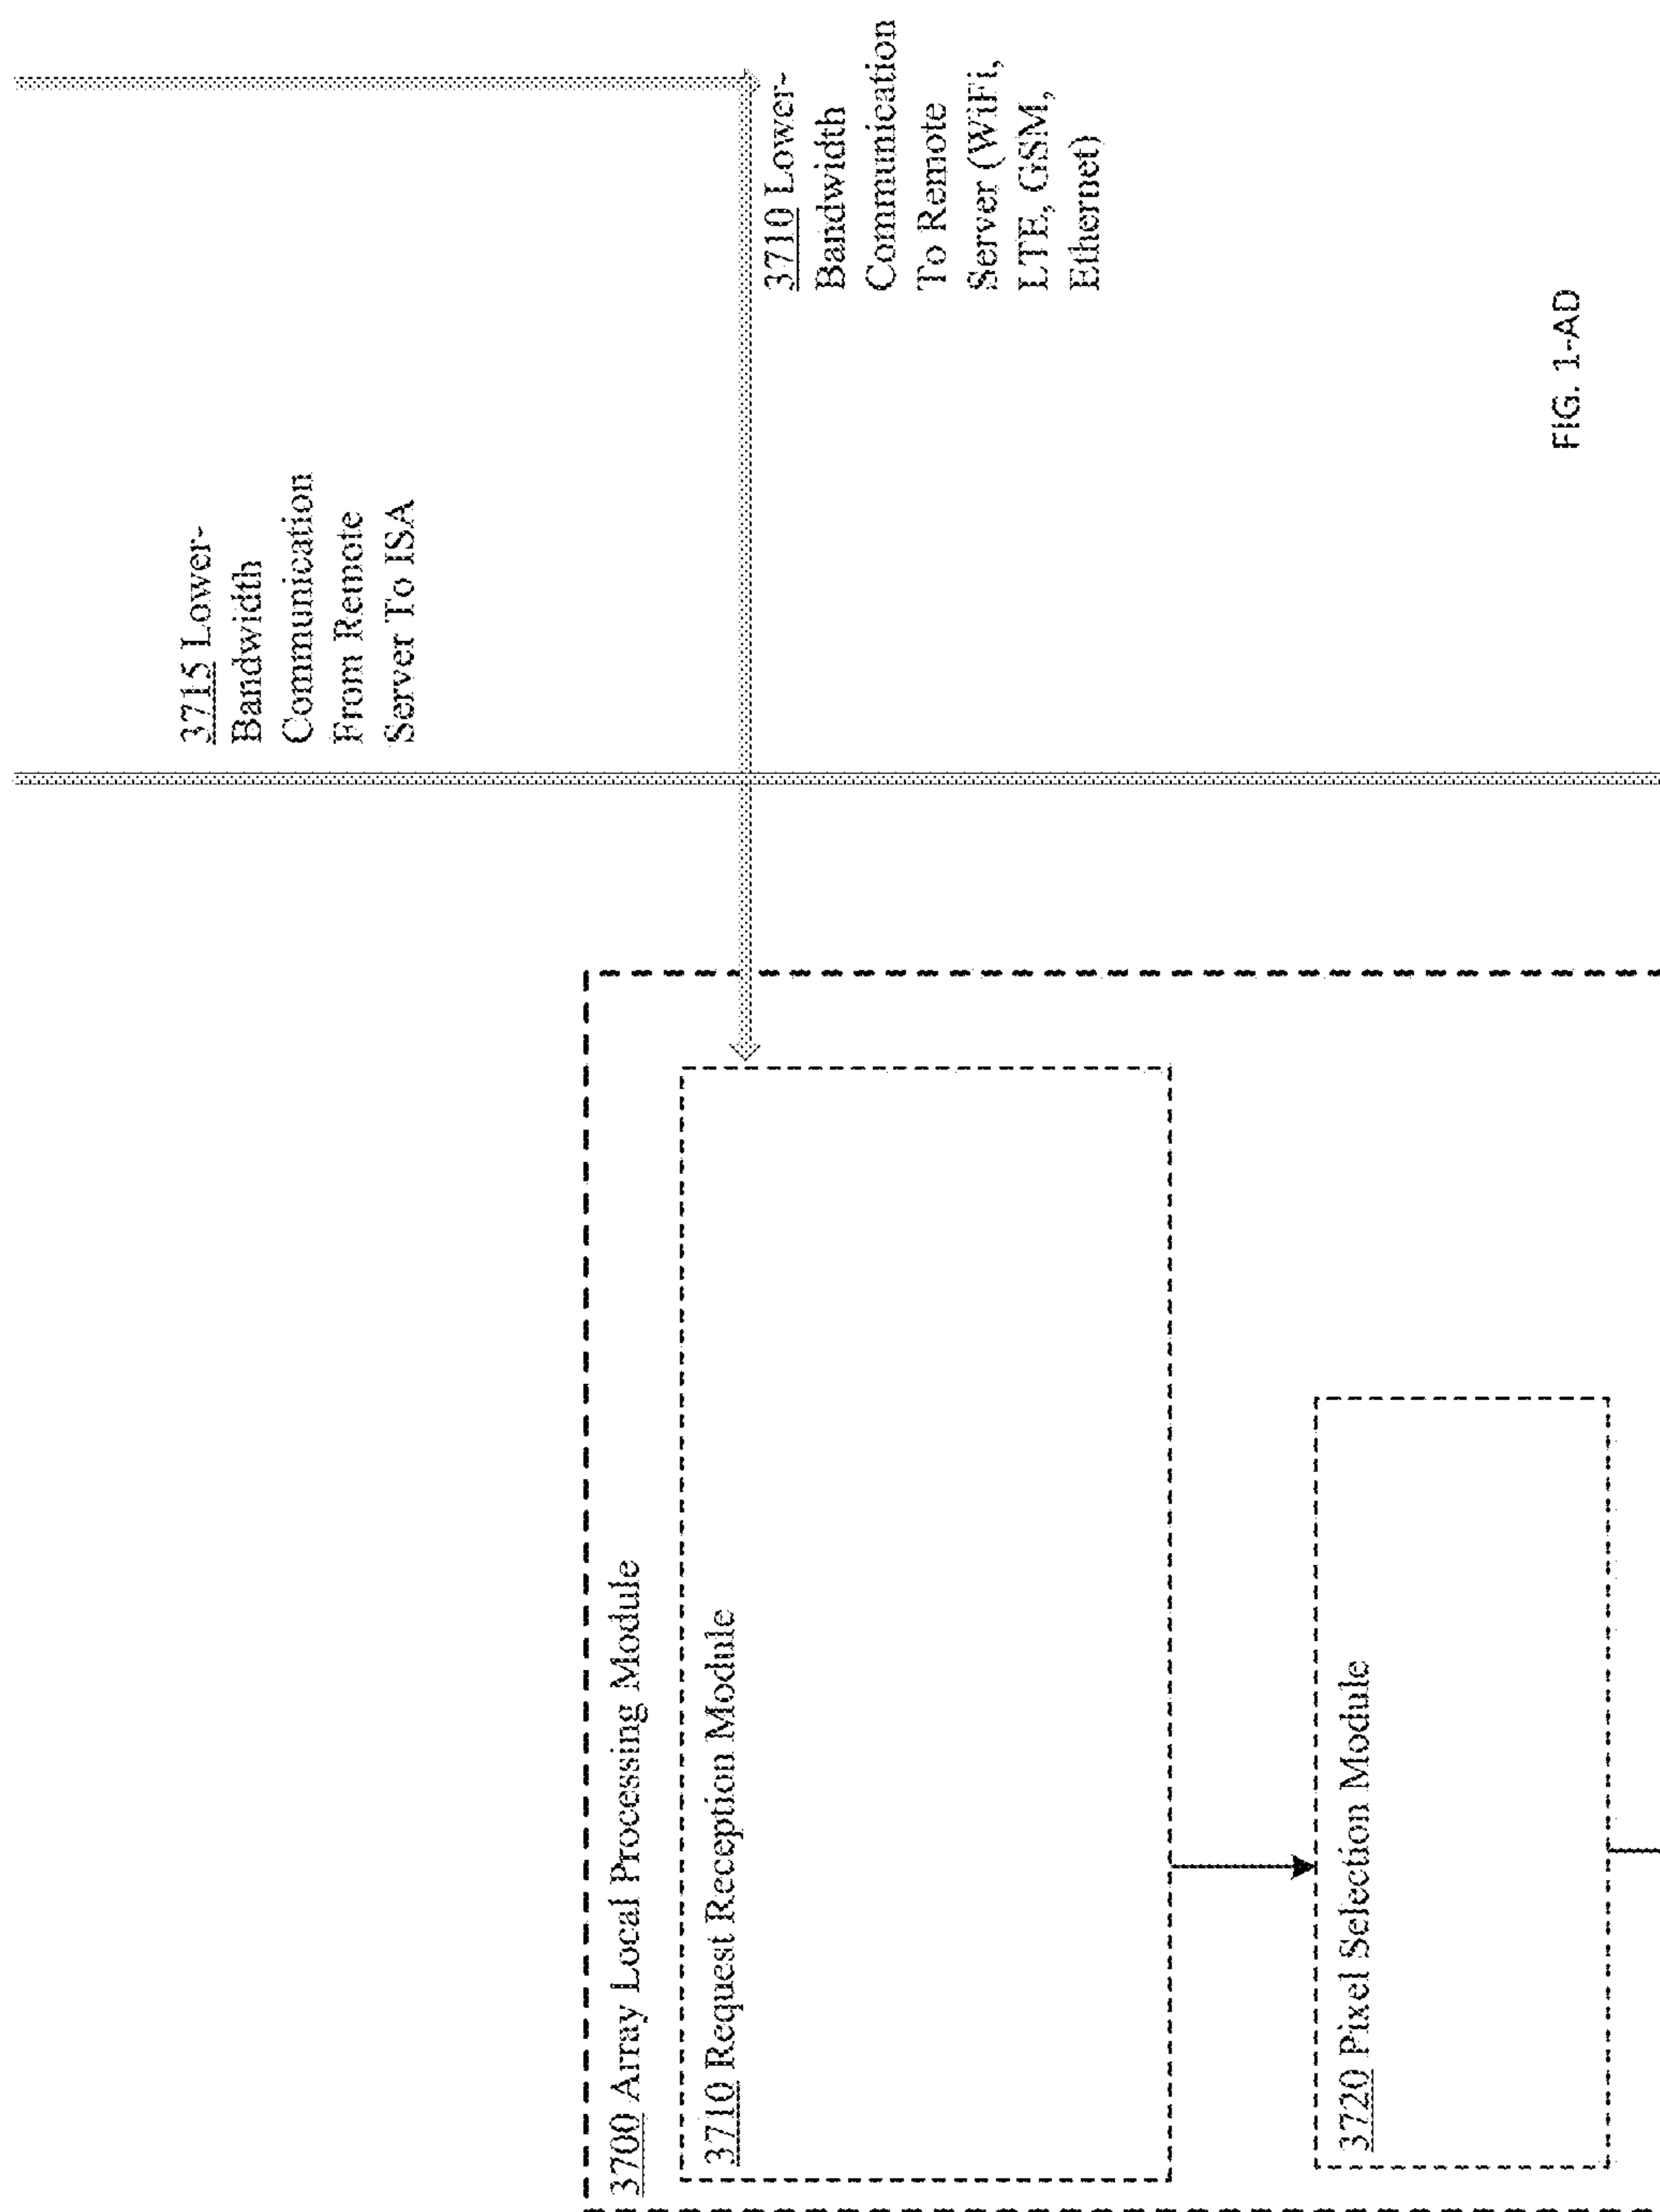 3715 Lower-
Bandwidth
Communication
From Remote
Server To ISA
3710 Lower-
Bandwidth
Communication
To Remote
Server (WiFi,
LTE, GSM,
Ethernet)
3700 Array Local Processing Module
3710 Request Reception Module
3720 Pixel Selection Module
FIG. 1-AD